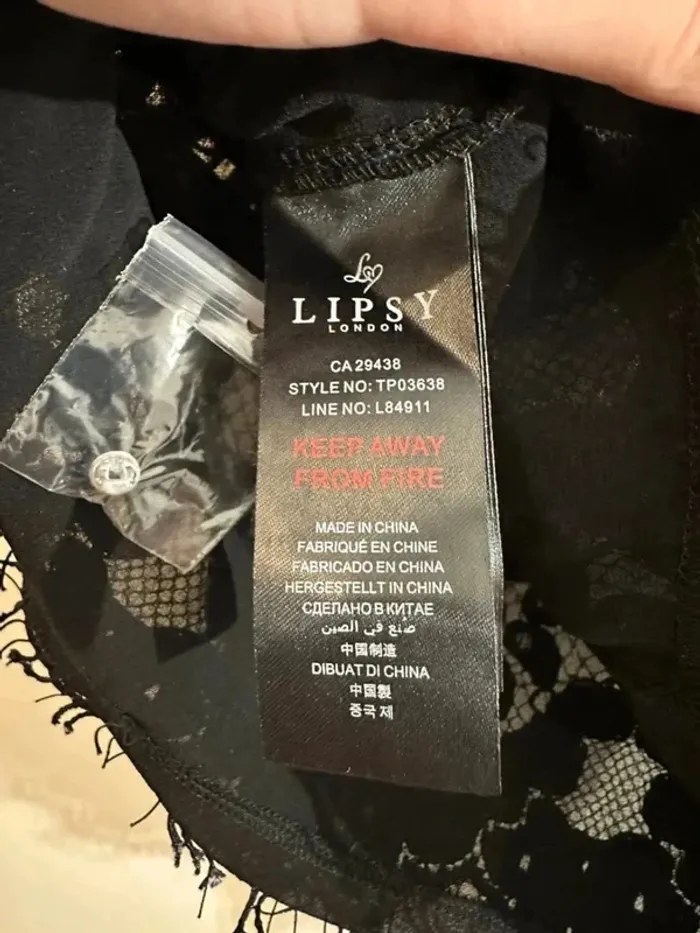 LIPSY
LONDON
CA 29438
STYLE NO: TP03638
LINE NO: L84911
KEEP AWAY
FROM FIRE
MADE IN CHINA
FABRIQUÉ EN CHINE
FABRICADO EN CHINA
HERGESTELLT IN CHINA
СДЕЛАНО В КИТАЕ
صُنع في الصين
中国制造
DIBUAT DI CHINA
中国製
중국 제